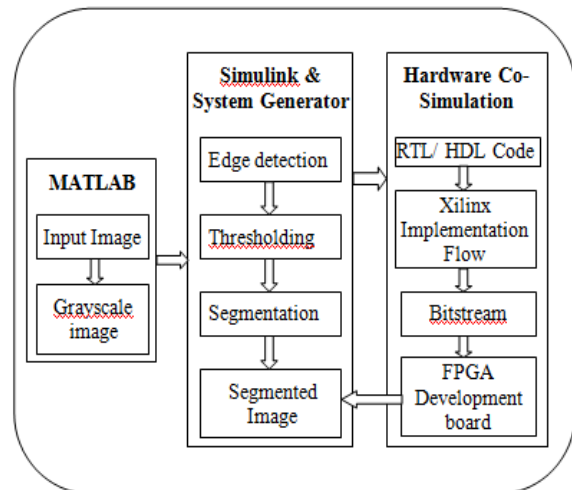 MATLAB
Input Image
Grayscale
image
Simulink &
System Generator
Edge detection
Thresholding
Segmentation
Segmented
Image
Hardware Co-
Simulation
RTL/ HDL Code
Xilinx
Implementation
Flow
Bitstream
FPGA
Development
board